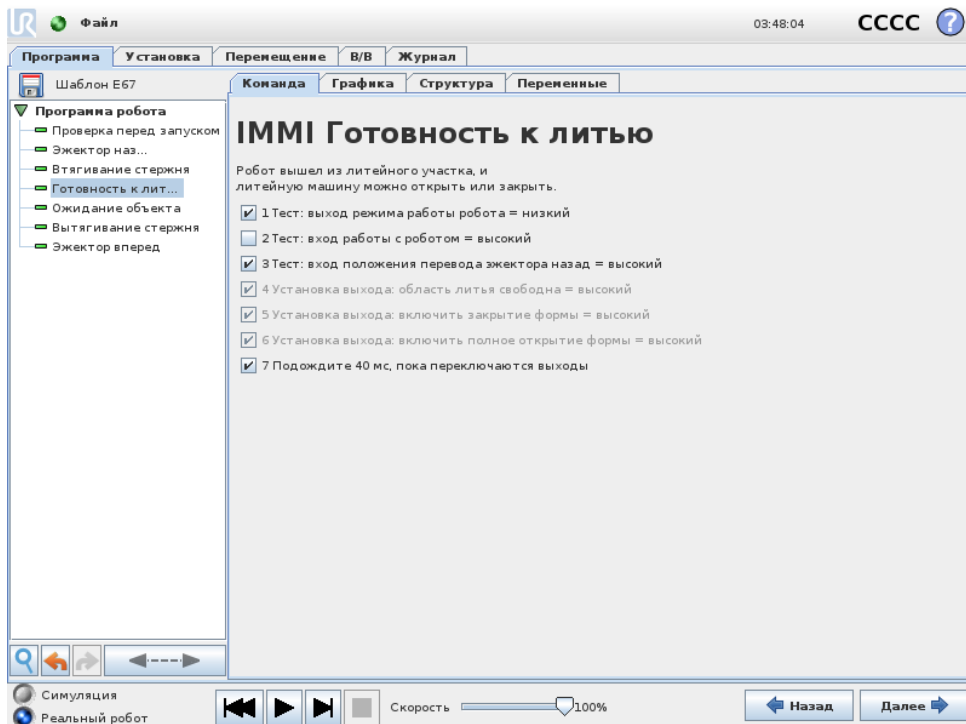 Файл
03:48:04
CCCC
?
Программа Установка Перемещение В/В Журнал
Шаблон E67
Команда Графика Структура Переменные
Программа робота
Проверка перед запуском
Эжектор наз...
Втягивание стержня
Готовность к лит...
Ожидание объекта
Вытягивание стержня
Эжектор вперед
IMMI Готовность к литью
Робот вышел из литейного участка, и
литейную машину можно открыть или закрыть.
1 Тест: выход режима работы робота = низкий
2 Тест: вход работы с роботом = высокий
3 Тест: вход положения перевода эжектора назад = высокий
4 Установка выхода: область литья свободна = высокий
5 Установка выхода: включить закрытие формы = высокий
6 Установка выхода: включить полное открытие формы = высокий
7 Подождите 40 мс, пока переключаются выходы
Симуляция
Реальный робот
Скорость 100%
Назад
Далее